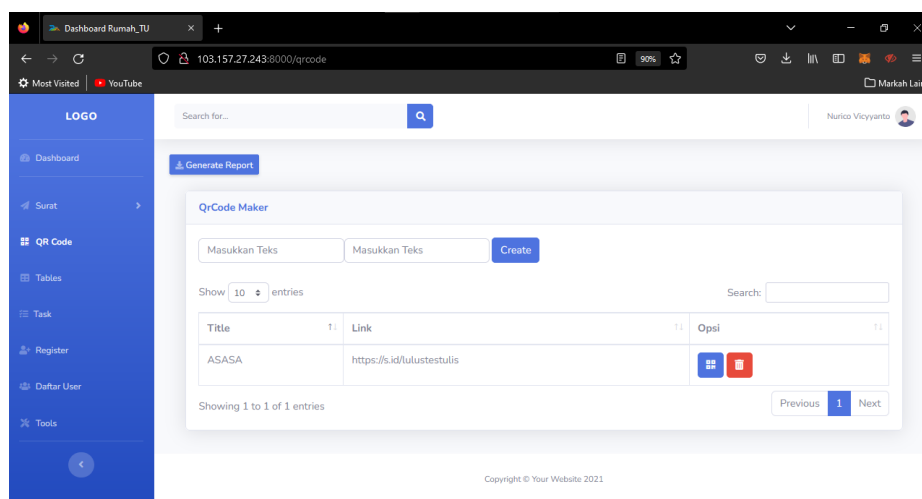 Dashboard Rumah_TU
103.157.27.243:8000/qrcode
90%
Most Visited
YouTube
Markah Lain
LOGO
Search for...
Nurico Vicyyanto
Dashboard
Generate Report
Surat
QrCode Maker
QR Code
Masukkan Teks
Masukkan Teks
Create
Tables
Show 10 entries
Search:
Task
Title
Link
Opsi
Register
ASASA
https://s.id/lulustestulis
Daftar User
Showing 1 to 1 of 1 entries
Previous 1 Next
Tools
Copyright © Your Website 2021